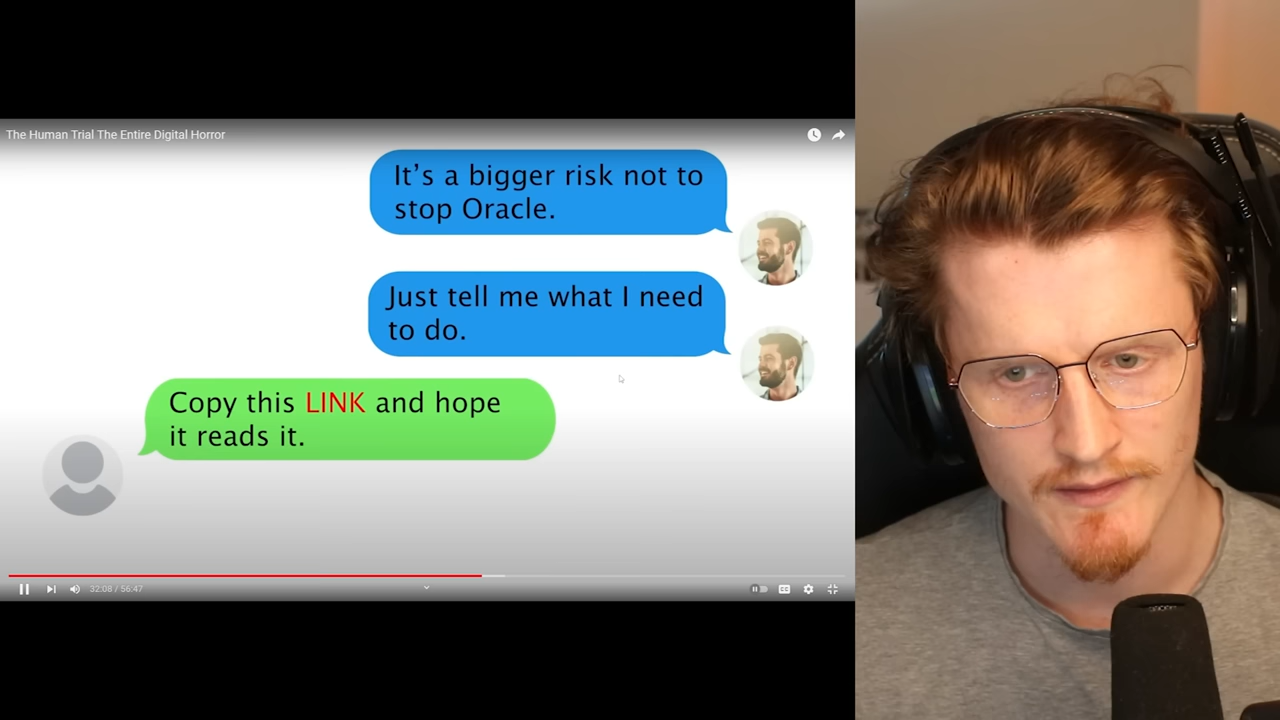 The Human Trial The Entire Digital Horror
It's a bigger risk not to
stop Oracle.
Just tell me what I need
to do.
Copy this LINK and hope
it reads it.
32:08 / 56:47